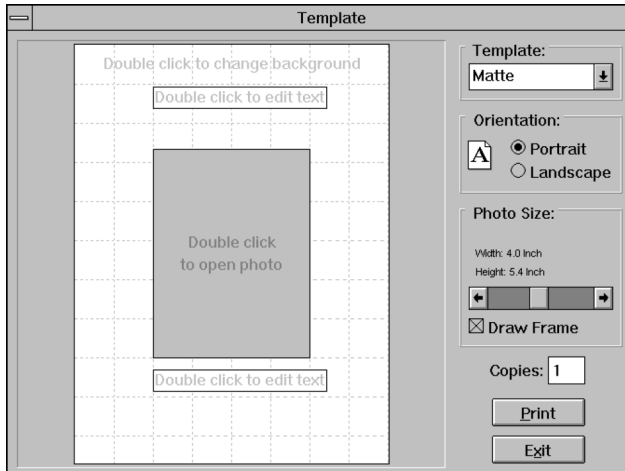 Template
Double click to change background
Double click to edit text
Double click
to open photo
Double click to edit text
Template:
Matte
Orientation:
A
Portrait
Landscape
Photo Size:
Width: 4.0 Inch
Height: 5.4 Inch
Draw Frame
Copies: 1
Print
Exit